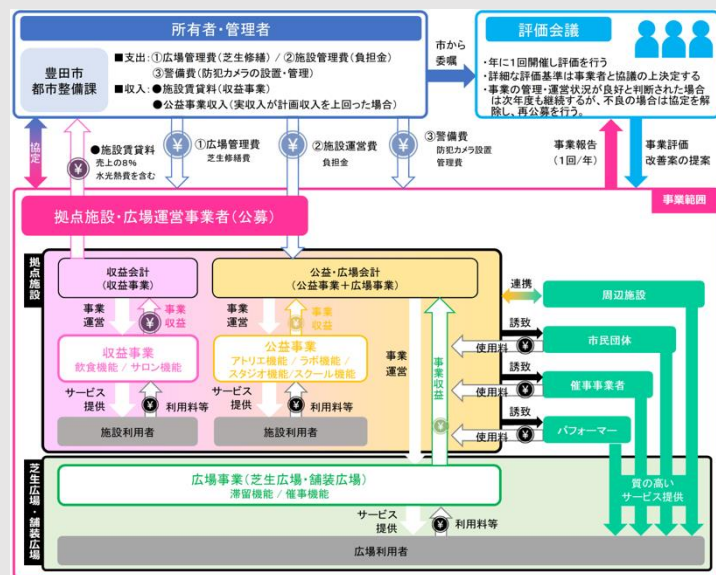 所有者・管理者
豊田市
都市整備課
■支出:①広場管理費(芝生修繕) / ②施設管理費(負担金)
③警備費(防犯カメラの設置・管理)
■収入:●施設賃貸料(収益事業)
●公益事業収入(実収入が計画収入を上回った場合)
市から
委嘱
評価会議
・年に1回開催し評価を行う
・詳細な評価基準は事業者と協議の上決定する
・事業の管理・運営状況が良好と判断された場合
は次年度も継続するが、不良の場合は協定を解
除し、再公募を行う。
協定
¥
●施設賃貸料
売上の8%
水光熱費を含む
¥
①広場管理費
芝生修繕費
¥
②施設運営費
負担金
¥
③警備費
防犯カメラ設置
管理費
事業報告
(1回/年)
事業評価
改善案の提案
拠点施設・広場運営事業者(公募)
事業範囲
拠点施設
収益会計
(収益事業)
公益・広場会計
(公益事業+広場事業)
事業
運営
¥
事業
収益
事業
運営
¥
事業
収益
収益事業
飲食機能 / サロン機能
公益事業
アトリエ機能 / ラボ機能 /
スタジオ機能/スクール機能
サービス
提供
¥
利用料等
サービス
提供
¥
利用料等
施設利用者
施設利用者
事業
運営
事業収益
¥
連携
周辺施設
誘致
使用料
¥
市民団体
誘致
使用料
¥
催事事業者
誘致
使用料
¥
パフォーマー
芝生広場・舗装広場
広場事業(芝生広場・舗装広場)
滞留機能 / 催事機能
サービス
提供
¥
利用料等
質の高い
サービス提供
広場利用者